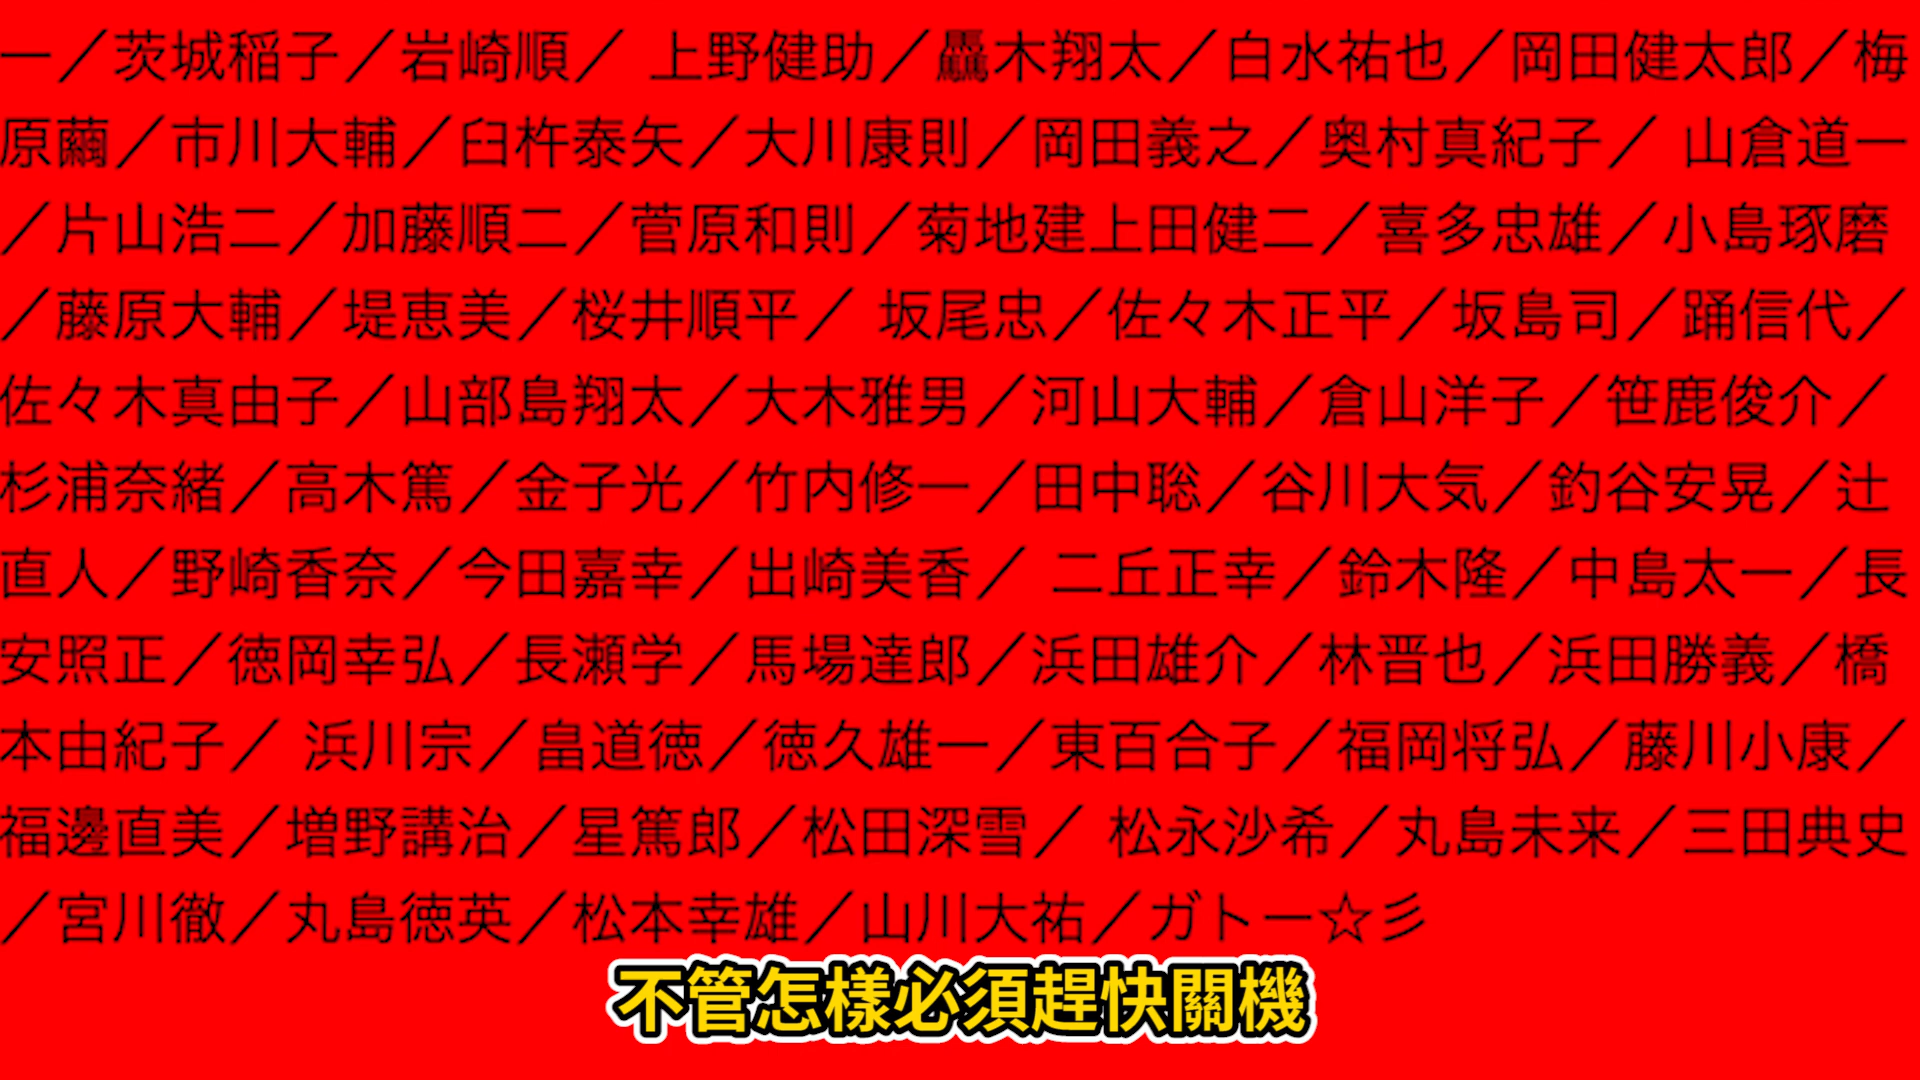 一／茨城稲子／岩崎順／ 上野健助／驫木翔太／白水祐也／岡田健太郎／梅
原繭／市川大輔／臼杵泰矢／大川康則／岡田義之／奥村真紀子／ 山倉道一
／片山浩二／加藤順二／菅原和則／菊地建上田健二／喜多忠雄／小島琢磨
／藤原大輔／堤恵美／桜井順平／ 坂尾忠／佐々木正平／坂島司／踊信代／
佐々木真由子／山部島翔太／大木雅男／河山大輔／倉山洋子／笹鹿俊介／
杉浦奈緒／高木篤／金子光／竹内修一／田中聡／谷川大気／釣谷安晃／辻
直人／野崎香奈／今田嘉幸／出崎美香／ 二丘正幸／鈴木隆／中島太一／長
安照正／徳岡幸弘／長瀬学／馬場達郎／浜田雄介／林晋也／浜田勝義／橋
本由紀子／ 浜川宗／畠道徳／徳久雄一／東百合子／福岡将弘／藤川小康／
福邊直美／増野講治／星篤郎／松田深雪／ 松永沙希／丸島未来／三田典史
／宮川徹／丸島徳英／松本幸雄／山川大祐／ガトー☆彡
不管怎樣必須趕快關機